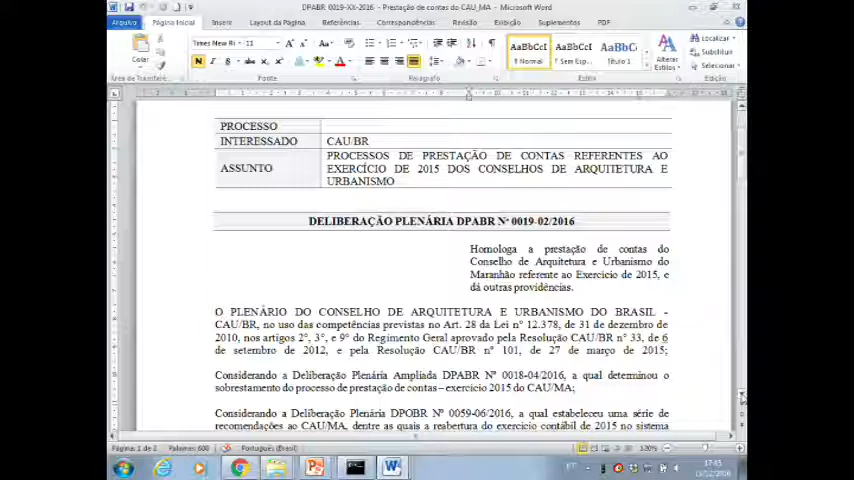 DPABR 0019-XX-2016 - Prestação de contas do CAU_MA - Microsoft Word
Arquivo Página Inicial Inserir Layout da Página Referências Correspondências Revisão Exibição Suplementos PDF
Times New Ro 11
Colar
AaBbCcI AaBbCcI AaBbC
¶ Normal ¶ Sem Esp... Título 1
Alterar Estilos
Localizar
Substituir
Selecionar
Área de Transferê... Fonte Parágrafo Estilo Edição
PROCESSO
INTERESSADO CAU/BR
ASSUNTO PROCESSOS DE PRESTAÇÃO DE CONTAS REFERENTES AO
EXERCÍCIO DE 2015 DOS CONSELHOS DE ARQUITETURA E
URBANISMO
DELIBERAÇÃO PLENÁRIA DPABR Nº 0019-02/2016
Homologa a prestação de contas do
Conselho de Arquitetura e Urbanismo do
Maranhão referente ao Exercício de 2015, e
dá outras providências.
O PLENÁRIO DO CONSELHO DE ARQUITETURA E URBANISMO DO BRASIL -
CAU/BR, no uso das competências previstas no Art. 28 da Lei n° 12.378, de 31 de dezembro de
2010, nos artigos 2°, 3°, e 9° do Regimento Geral aprovado pela Resolução CAU/BR n° 33, de 6
de setembro de 2012, e pela Resolução CAU/BR n° 101, de 27 de março de 2015;
Considerando a Deliberação Plenária Ampliada DPABR Nº 0018-04/2016, a qual determinou o
sobrestamento do processo de prestação de contas – exercício 2015 do CAU/MA;
Considerando a Deliberação Plenária DPOBR Nº 0059-06/2016, a qual estabeleceu uma série de
recomendações ao CAU/MA, dentre as quais a reabertura do exercício contábil de 2015 no sistema
Página: 1 de 2 Palavras: 600 Português (Brasil) 120%
PT 17:45